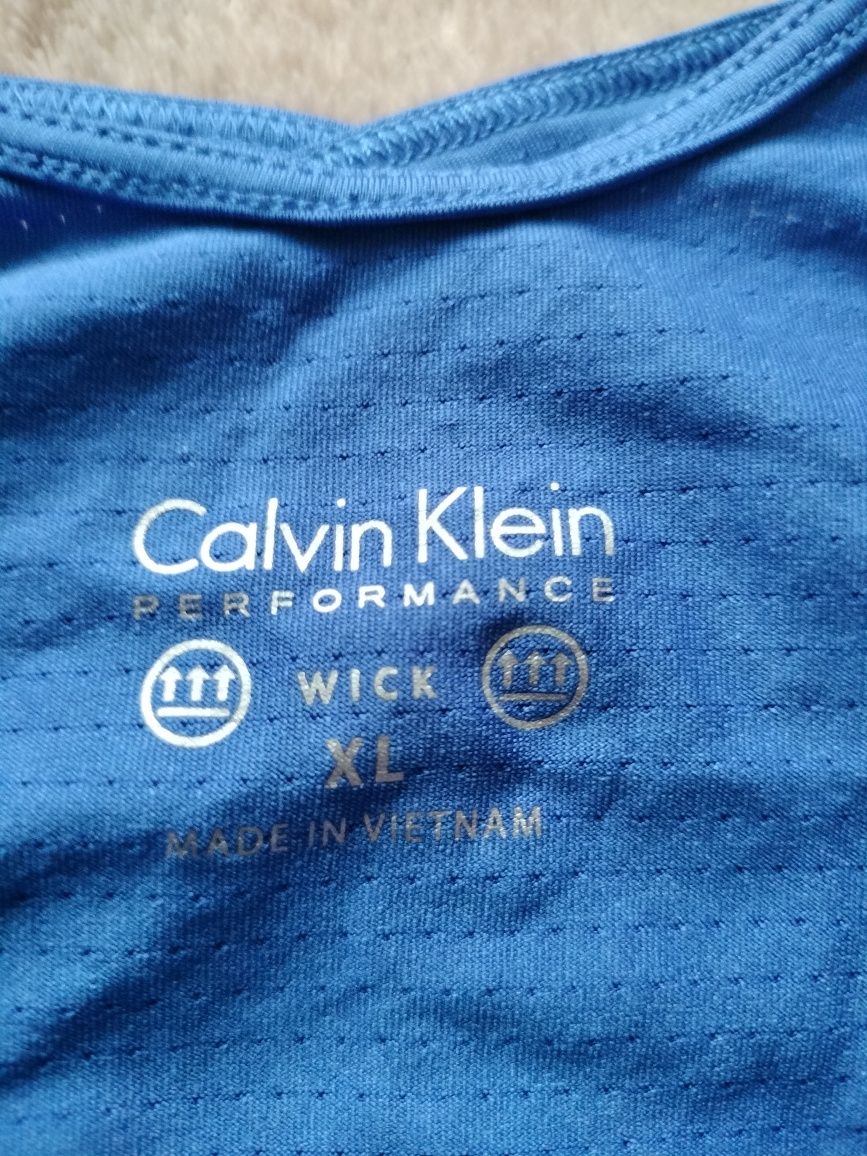 Calvin Klein
PERFORMANCE
WICK
XL
MADE IN VIETNAM